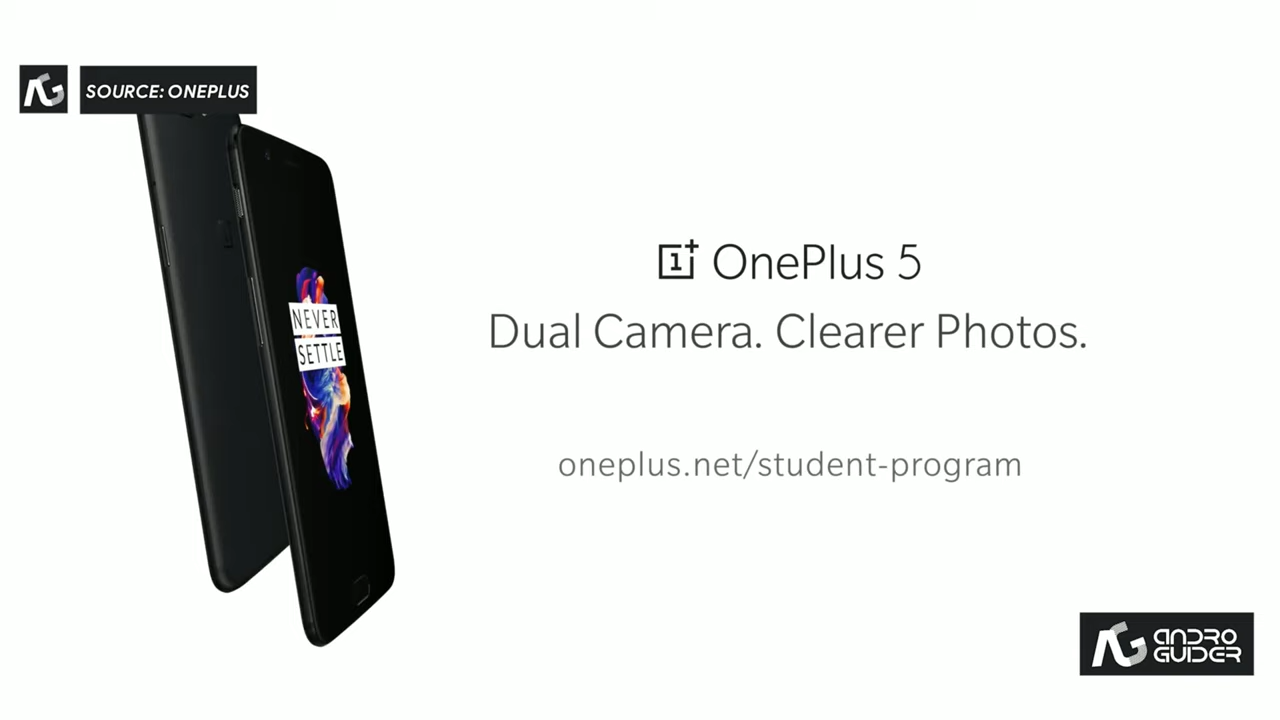 SOURCE: ONEPLUS
OnePlus 5
Dual Camera. Clearer Photos.
NEVER
SETTLE
oneplus.net/student-program
ANDRO
GUIDER